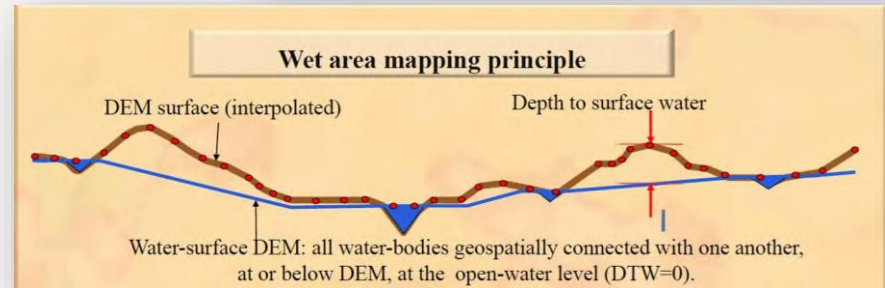 Wet area mapping principle
DEM surface (interpolated)
Depth to surface water
Water-surface DEM: all water-bodies geospatially connected with one another,
at or below DEM, at the open-water level (DTW=0).